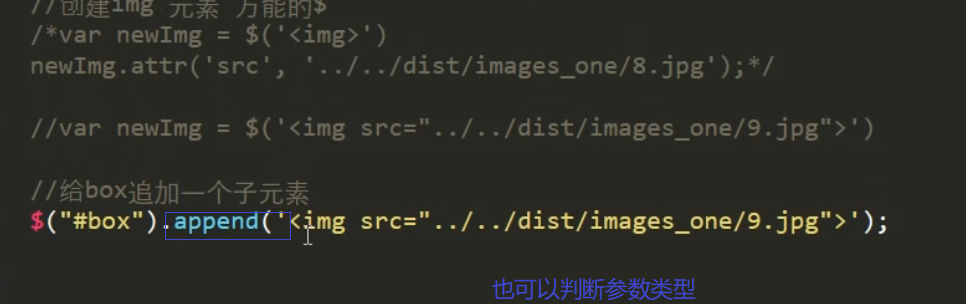 //创建img 元素 万能的$
/*var newImg = $('<img>')
newImg.attr('src', '../../dist/images_one/8.jpg');*/
//var newImg = $('<img src="../../dist/images_one/9.jpg">')
//给box追加一个子元素
$("#box").append('<img src="../../dist/images_one/9.jpg">');
也可以判断参数类型